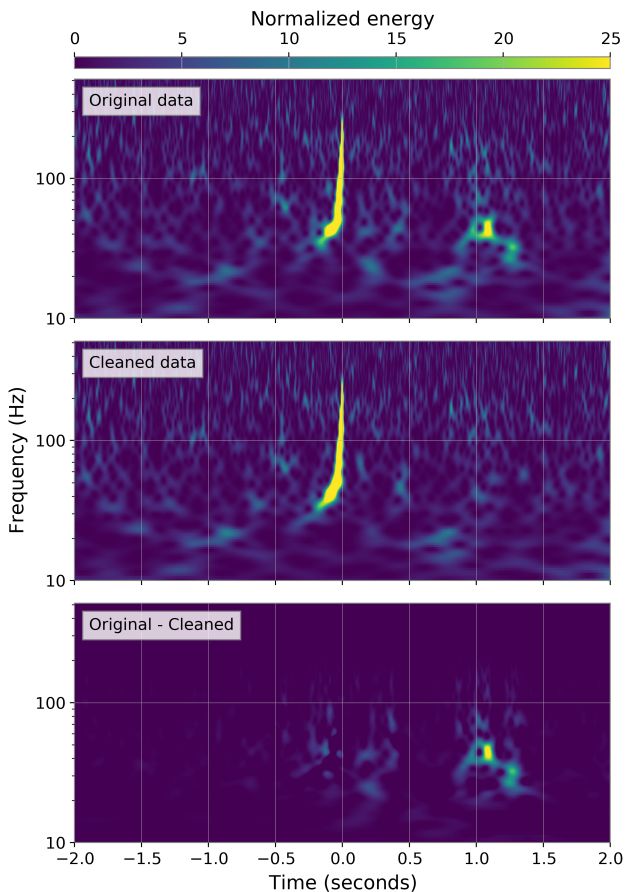 Normalized energy
0 5 10 15 20 25
Original data
100
10
Cleaned data
100
10
Frequency (Hz)
Original - Cleaned
100
10
−2.0 −1.5 −1.0 −0.5 0.0 0.5 1.0 1.5 2.0
Time (seconds)